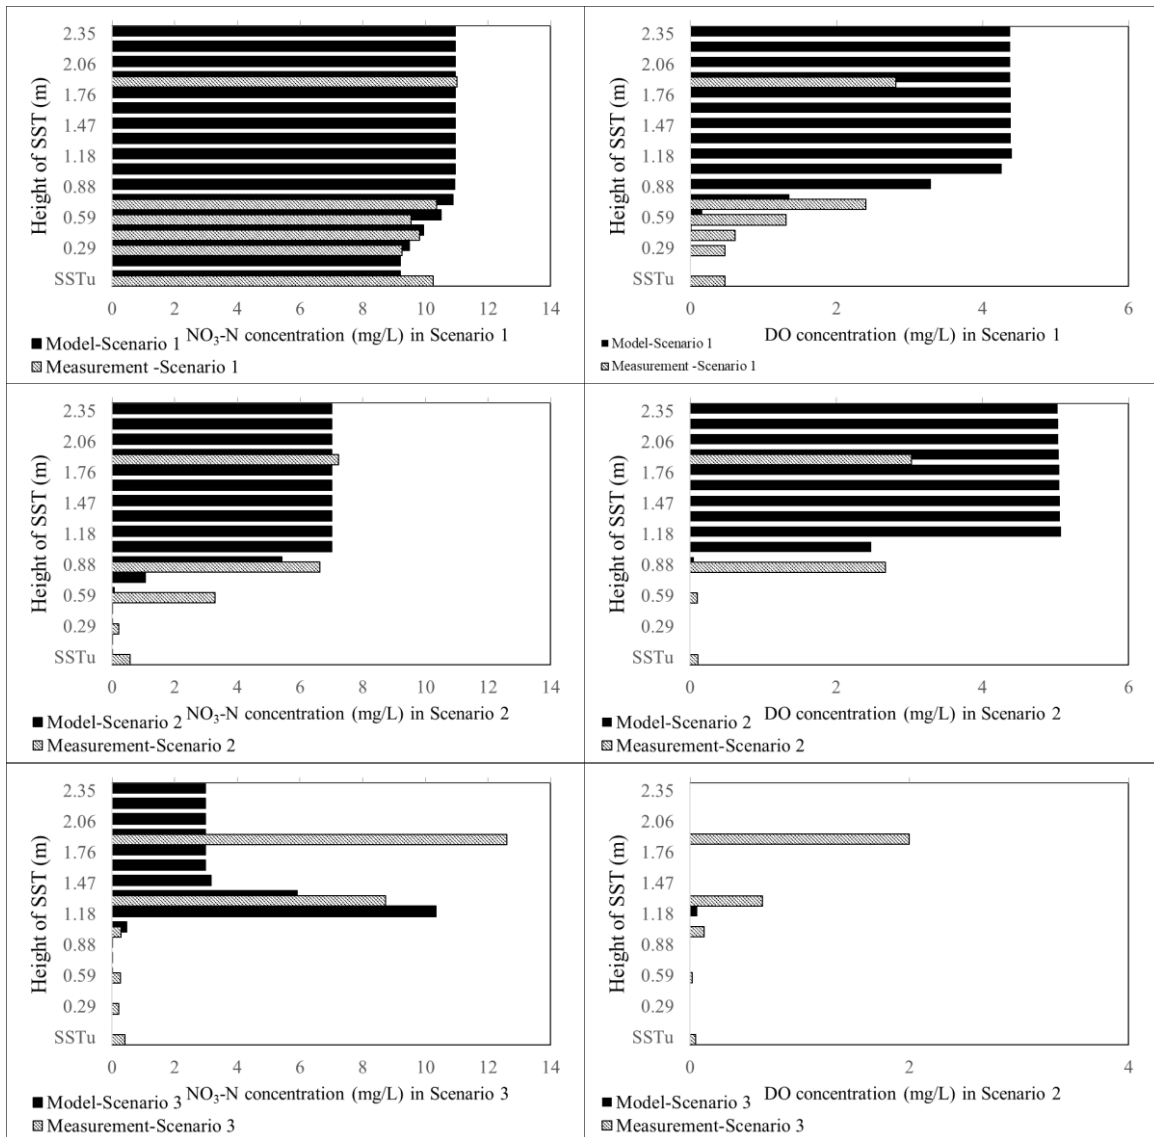 2.35
2.06
1.76
1.47
1.18
0.88
0.59
0.29
SSTu
Height of SST (m)
0 2 4 6 8 10 12 14
NO₃-N concentration (mg/L) in Scenario 1
Model-Scenario 1
Measurement -Scenario 1
2.35
2.06
1.76
1.47
1.18
0.88
0.59
0.29
SSTu
Height of SST (m)
0 2 4 6
DO concentration (mg/L) in Scenario 1
Model-Scenario 1
Measurement -Scenario 1
2.35
2.06
1.76
1.47
1.18
0.88
0.59
0.29
SSTu
Height of SST (m)
0 2 4 6 8 10 12 14
NO₃-N concentration (mg/L) in Scenario 2
Model-Scenario 2
Measurement-Scenario 2
2.35
2.06
1.76
1.47
1.18
0.88
0.59
0.29
SSTu
Height of SST (m)
0 2 4 6
DO concentration (mg/L) in Scenario 2
Model-Scenario 2
Measurement-Scenario 2
2.35
2.06
1.76
1.47
1.18
0.88
0.59
0.29
SSTu
Height of SST (m)
0 2 4 6 8 10 12 14
NO₃-N concentration (mg/L) in Scenario 3
Model-Scenario 3
Measurement-Scenario 3
2.35
2.06
1.76
1.47
1.18
0.88
0.59
0.29
SSTu
Height of SST (m)
0 2 4
DO concentration (mg/L) in Scenario 2
Model-Scenario 3
Measurement-Scenario 3